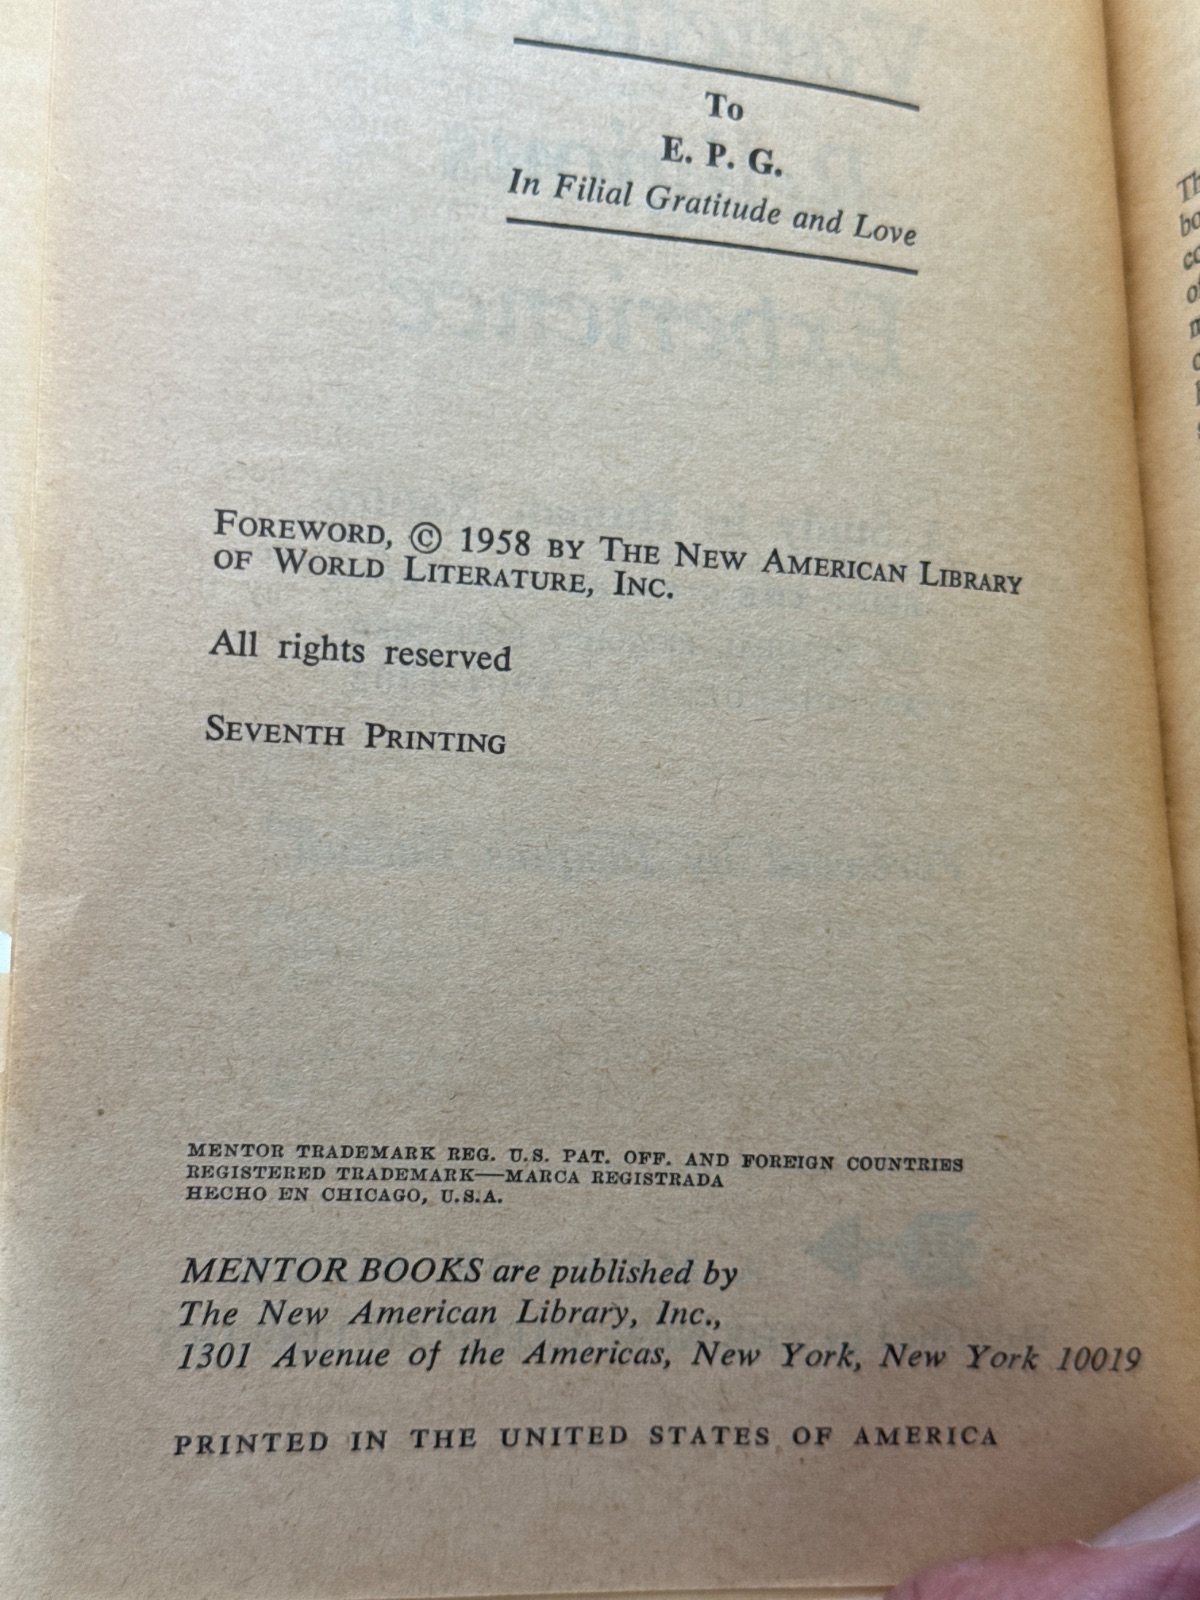 To
E. P. G.
In Filial Gratitude and Love
FOREWORD, © 1958 BY THE NEW AMERICAN LIBRARY
OF WORLD LITERATURE, INC.
All rights reserved
SEVENTH PRINTING
MENTOR TRADEMARK REG. U.S. PAT. OFF. AND FOREIGN COUNTRIES
REGISTERED TRADEMARK—MARCA REGISTRADA
HECHO EN CHICAGO, U.S.A.
MENTOR BOOKS are published by
The New American Library, Inc.,
1301 Avenue of the Americas, New York, New York 10019
PRINTED IN THE UNITED STATES OF AMERICA